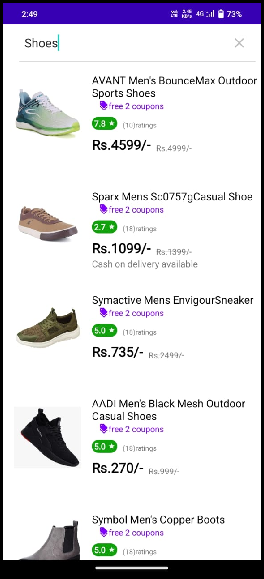 2:49
4G
73%
Shoes
AVANT Men's BounceMax Outdoor
Sports Shoes
free 2 coupons
7.8 ★ (16)ratings
Rs.4599/- Rs.4999/-
Sparx Mens Sc0757gCasual Shoe
free 2 coupons
2.7 ★ (18)ratings
Rs.1099/- Rs.1399/-
Cash on delivery available
Symactive Mens EnvigourSneaker
free 2 coupons
5.0 ★ (18)ratings
Rs.735/- Rs.2499/-
AADI Men's Black Mesh Outdoor
Casual Shoes
free 2 coupons
5.0 ★ (18)ratings
Rs.270/- Rs.999/-
Symbol Men's Copper Boots
free 2 coupons
5.0 ★ (18)ratings